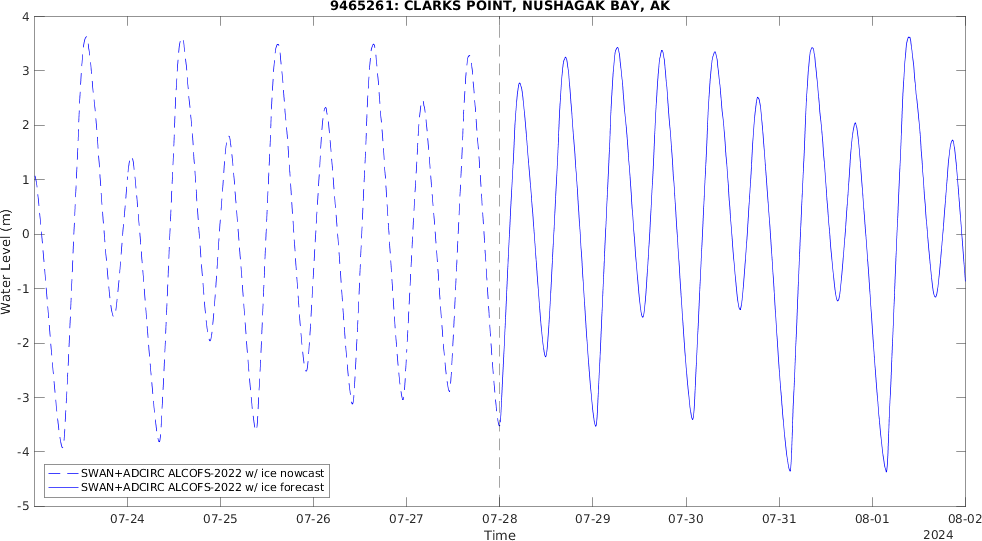 9465261: CLARKS POINT, NUSHAGAK BAY, AK
Water Level (m)
4
3
2
1
0
-1
-2
-3
-4
-5
SWAN+ADCIRC ALCOFS-2022 w/ ice nowcast
SWAN+ADCIRC ALCOFS-2022 w/ ice forecast
07-24 07-25 07-26 07-27 07-28 07-29 07-30 07-31 08-01 08-02
Time
2024